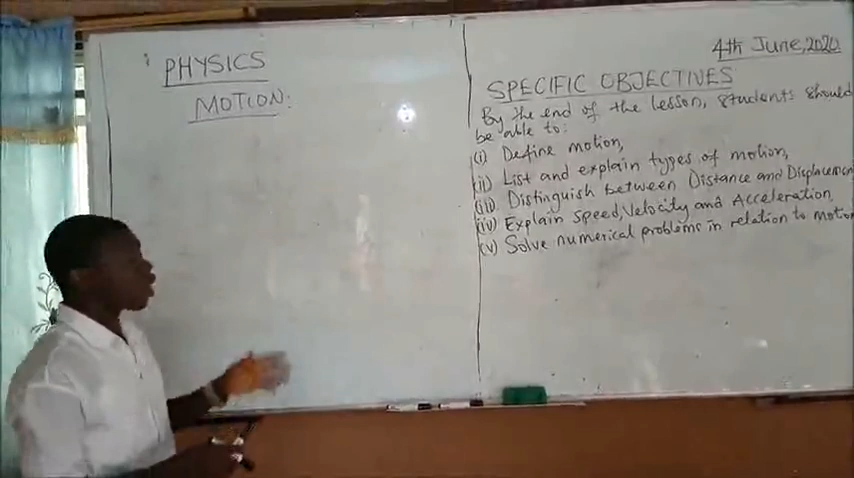 PHYSICS
MOTION:
4th June, 2020
SPECIFIC OBJECTIVES
By the end of the lesson, students should
be able to:
(i) Define motion,
(ii) List and explain types of motion,
(iii) Distinguish between Distance and Displacement
(iv) Explain speed, Velocity and Acceleration,
(v) Solve numerical problems in relation to motion